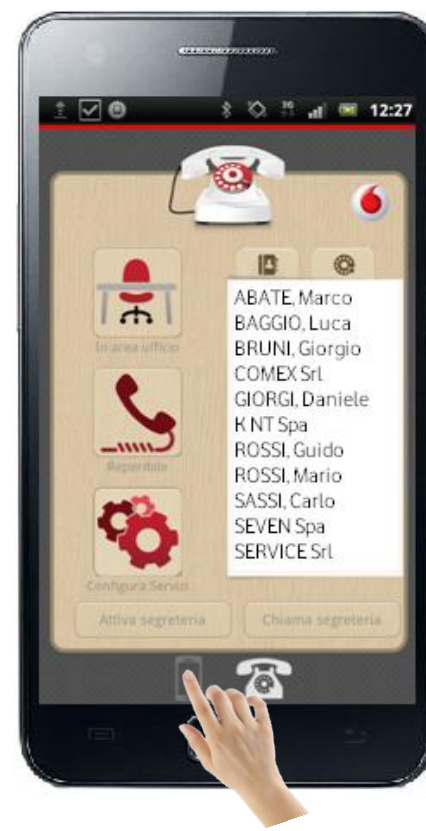 3G
12:27
ABATE, Marco
BAGGIO, Luca
BRUNI, Giorgio
COMEX Srl
GIORGI, Daniele
K NT Spa
ROSSI, Guido
ROSSI, Mario
SASSI, Carlo
SEVEN Spa
SERVICE Srl
In area ufficio
Reperibile
Configura Servizi
Attiva segreteria
Chiama segreteria